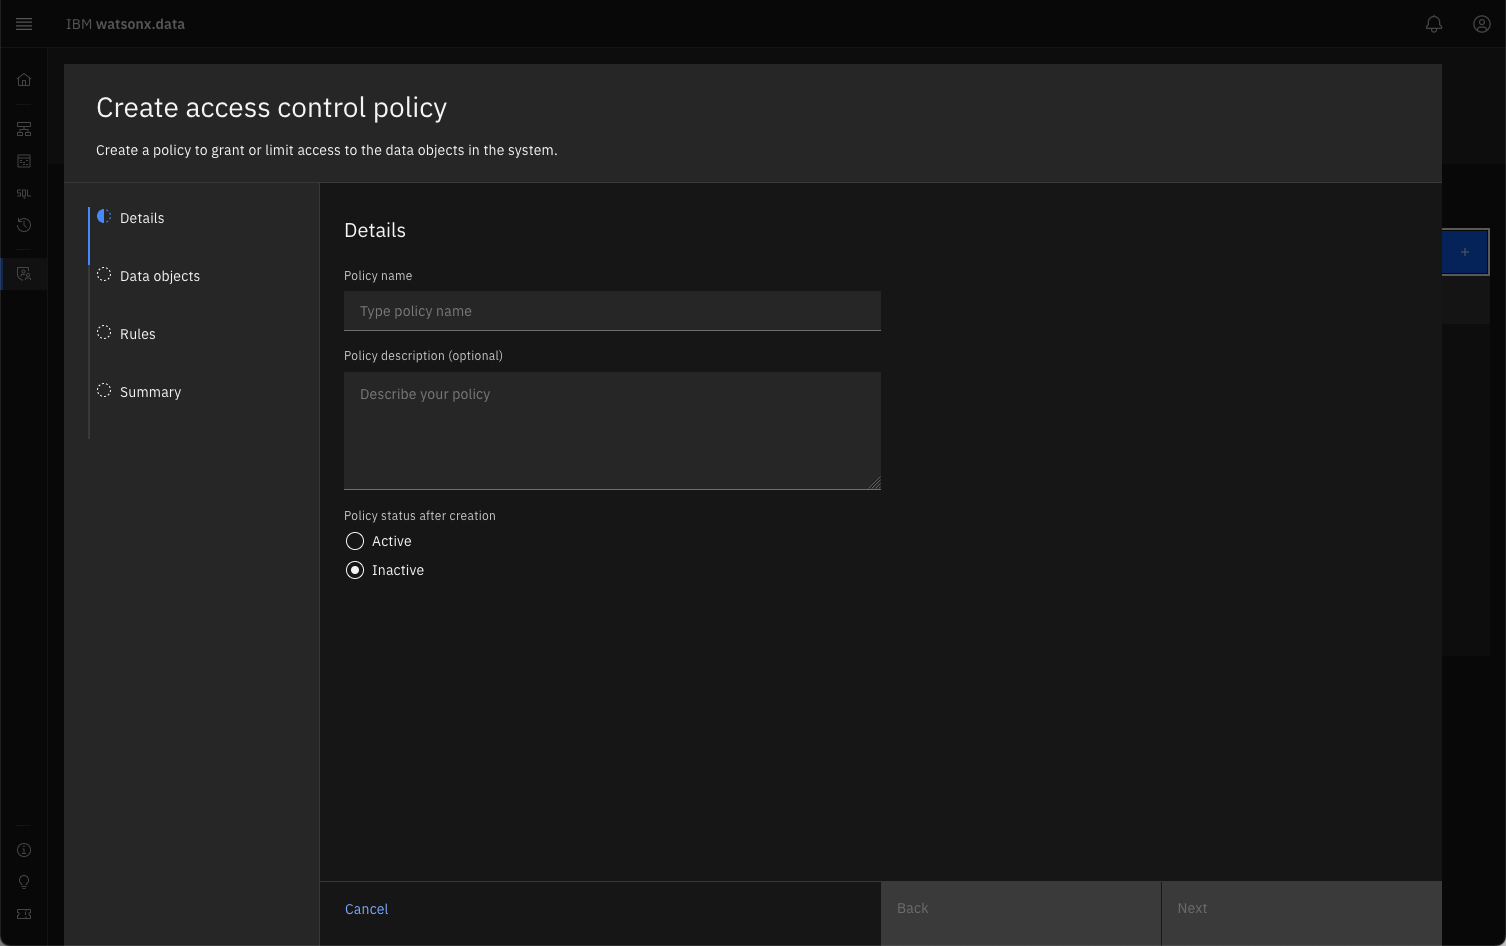 IBM watsonx.data
Create access control policy
Create a policy to grant or limit access to the data objects in the system.
SQL
Details
Data objects
Rules
Summary
Details
Policy name
Type policy name
Policy description (optional)
Describe your policy
Policy status after creation
Active
Inactive
Cancel
Back
Next